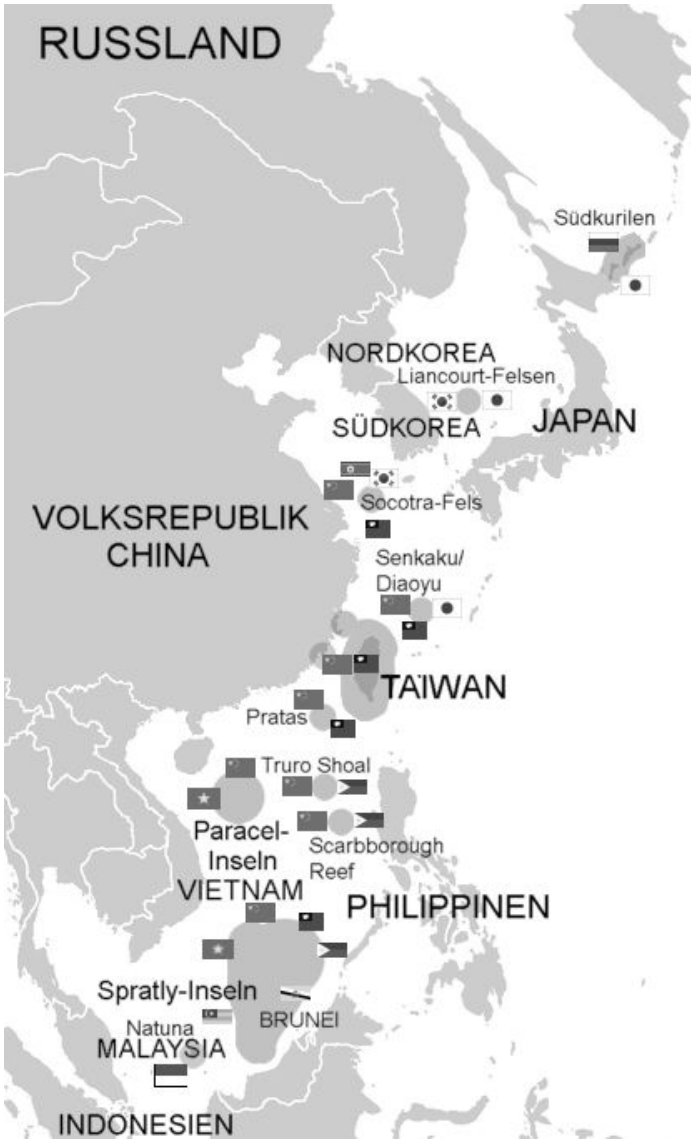 RUSSLAND
Südkurilen
NORDKOREA
Liancourt-Felsen
SÜDKOREA
JAPAN
VOLKSREPUBLIK
CHINA
Socotra-Fels
Senkaku/
Diaoyu
TAÏWAN
Pratas
Truro Shoal
Paracel-
Inseln
Scarbborough
Reef
VIETNAM
PHILIPPINEN
Spratly-Inseln
BRUNEI
Natuna
MALAYSIA
INDONESIEN